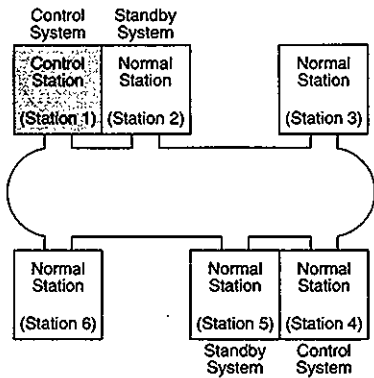 Control
System
Standby
System
Control
Station
(Station 1)
Normal
Station
(Station 2)
Normal
Station
(Station 3)
Normal
Station
(Station 6)
Normal
Station
(Station 5)
Normal
Station
(Station 4)
Standby
System
Control
System